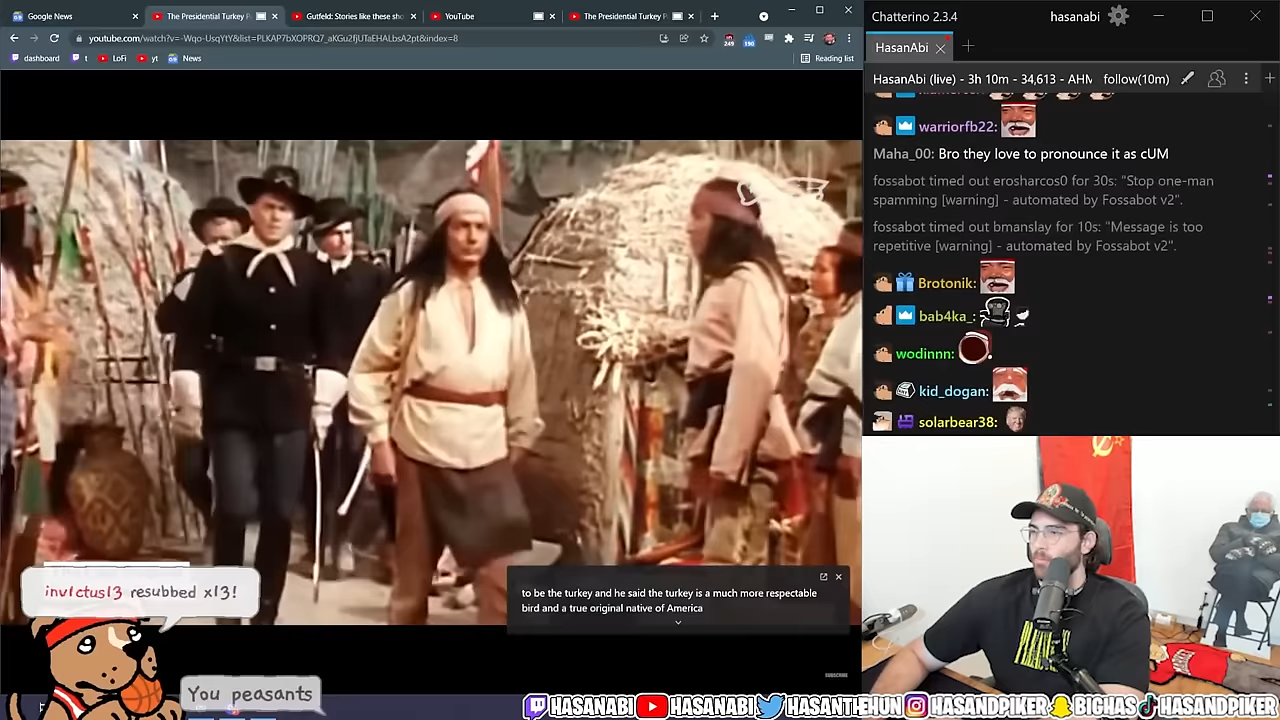 Google News
The Presidential Turkey P
Gutfeld: Stories like these sho
YouTube
The Presidential Turkey P
youtube.com/watch?v=-Wqo-UsqYtY&list=PLKAP7bXOPRQ7_aKGu2fjUTaEHALbsA2pt&index=8
249
190
dashboard
t
LoFi
yt
News
Reading list
to be the turkey and he said the turkey is a much more respectable
bird and a true original native of America
SUBSCRIBE
inv1ctus13 resubbed x13!
You peasants
Chatterino 2.3.4
hasanabi
HasanAbi
HasanAbi (live) - 3h 10m - 34,613 - AHM
follow(10m)
warriorfb22:
Maha_00: Bro they love to pronounce it as cUM
fossabot timed out erosharcos0 for 30s: "Stop one-man
spamming [warning] - automated by Fossabot v2".
fossabot timed out bmanslay for 10s: "Message is too
repetitive [warning] - automated by Fossabot v2".
Brotonik:
bab4ka_:
wodinnn:
kid_dogan:
solarbear38:
HASANABI
HASANABI
HASANTHEHUN
HASANDPIKER
BIGHAS
HASANDPIKER